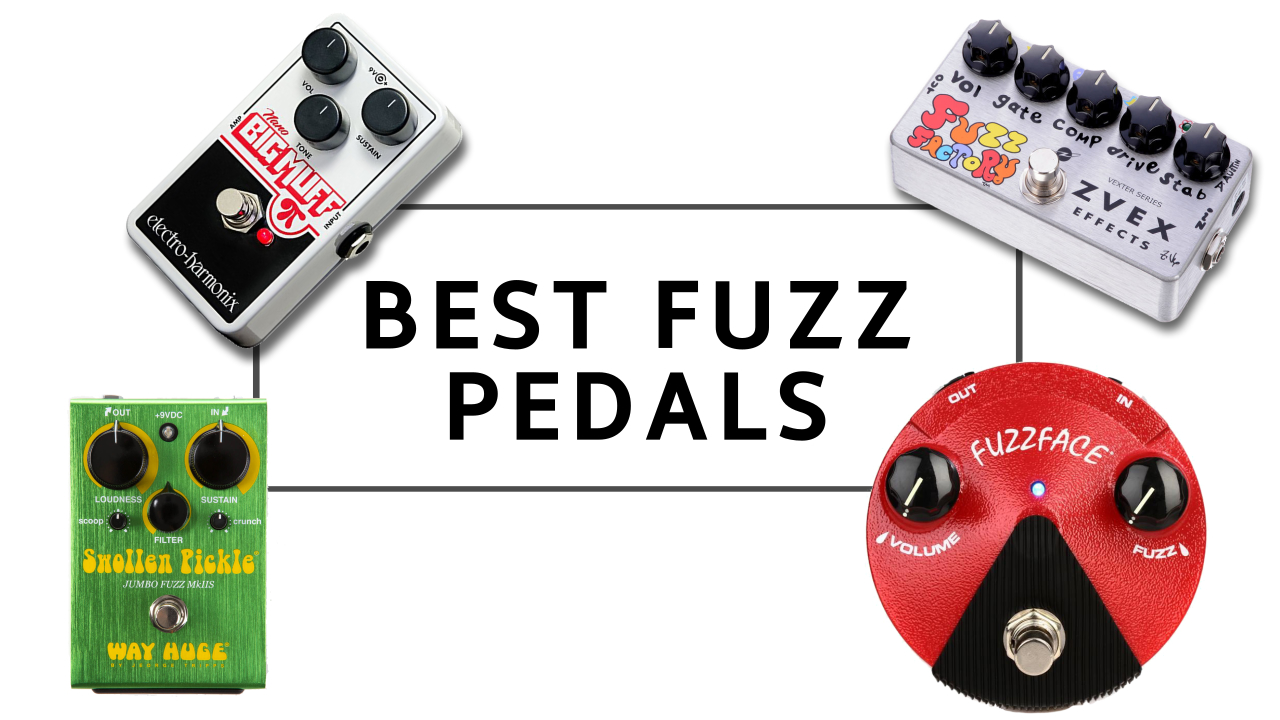 BEST FUZZ
PEDALS
VOL
9V
AMP
TONE
SUSTAIN
Nano
BIG MUFF
INPUT
electro-harmonix
OUT
vol gate comp drive stab
FUZZ
FACTORY
IN
VEXTER SERIES
ZVEX
EFFECTS
OUT +9VDC IN
LOUDNESS SUSTAIN
scoop crunch
FILTER
Swollen Pickle®
JUMBO FUZZ MkIIS
WAY HUGE®
OUT IN
FUZZFACE
VOLUME FUZZ